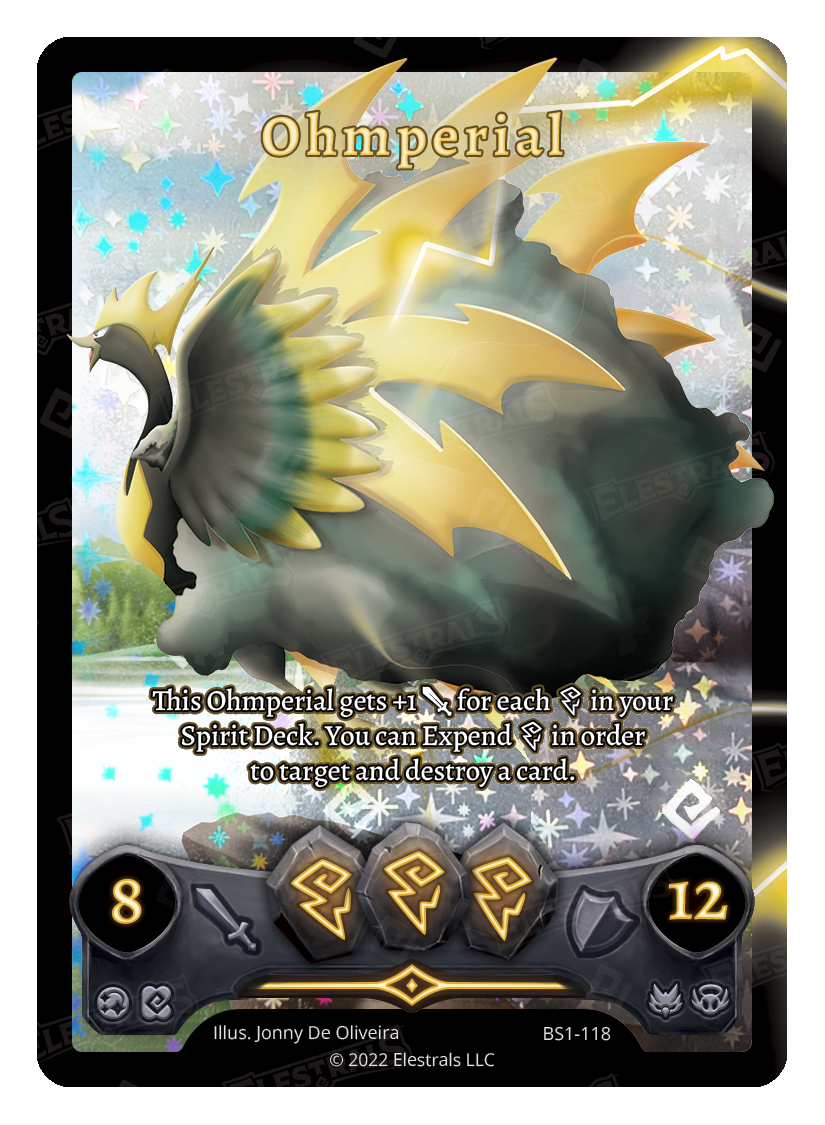 Ohmperial
This Ohmperial gets +1 for each in your
Spirit Deck. You can Expend in order
to target and destroy a card.
8
12
Illus. Jonny De Oliveira
BS1-118
© 2022 Elestrals LLC
ELESTRALS